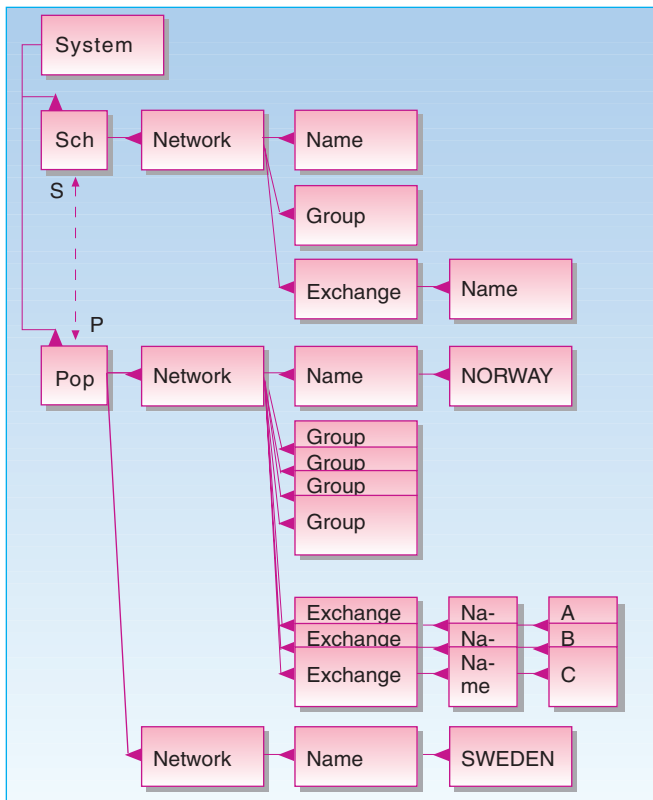 System
Sch
Network
Name
Group
Exchange
Name
S
P
Pop
Network
Name
NORWAY
Group
Group
Group
Group
Exchange
Na-
A
Exchange
Na-
B
Exchange
Na-
me
C
Network
Name
SWEDEN